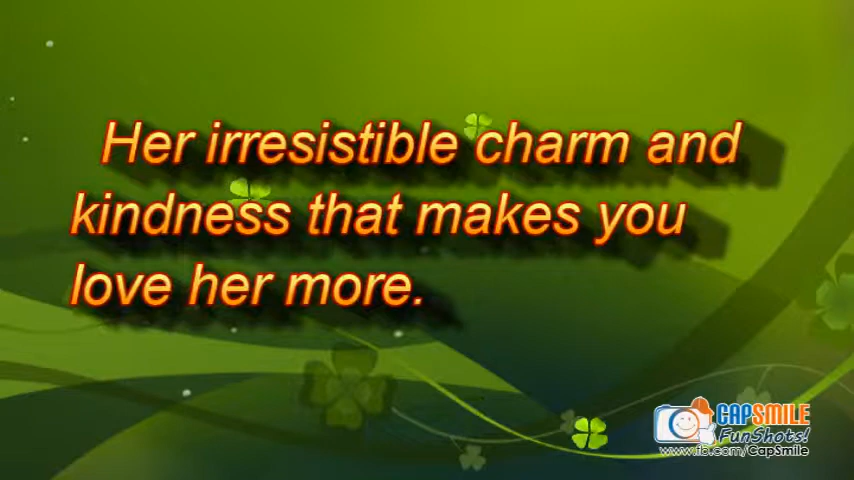 Her irresistible charm and
kindness that makes you
love her more.
CAPSMILE
FunShots!
www.fb.com/CapSmile